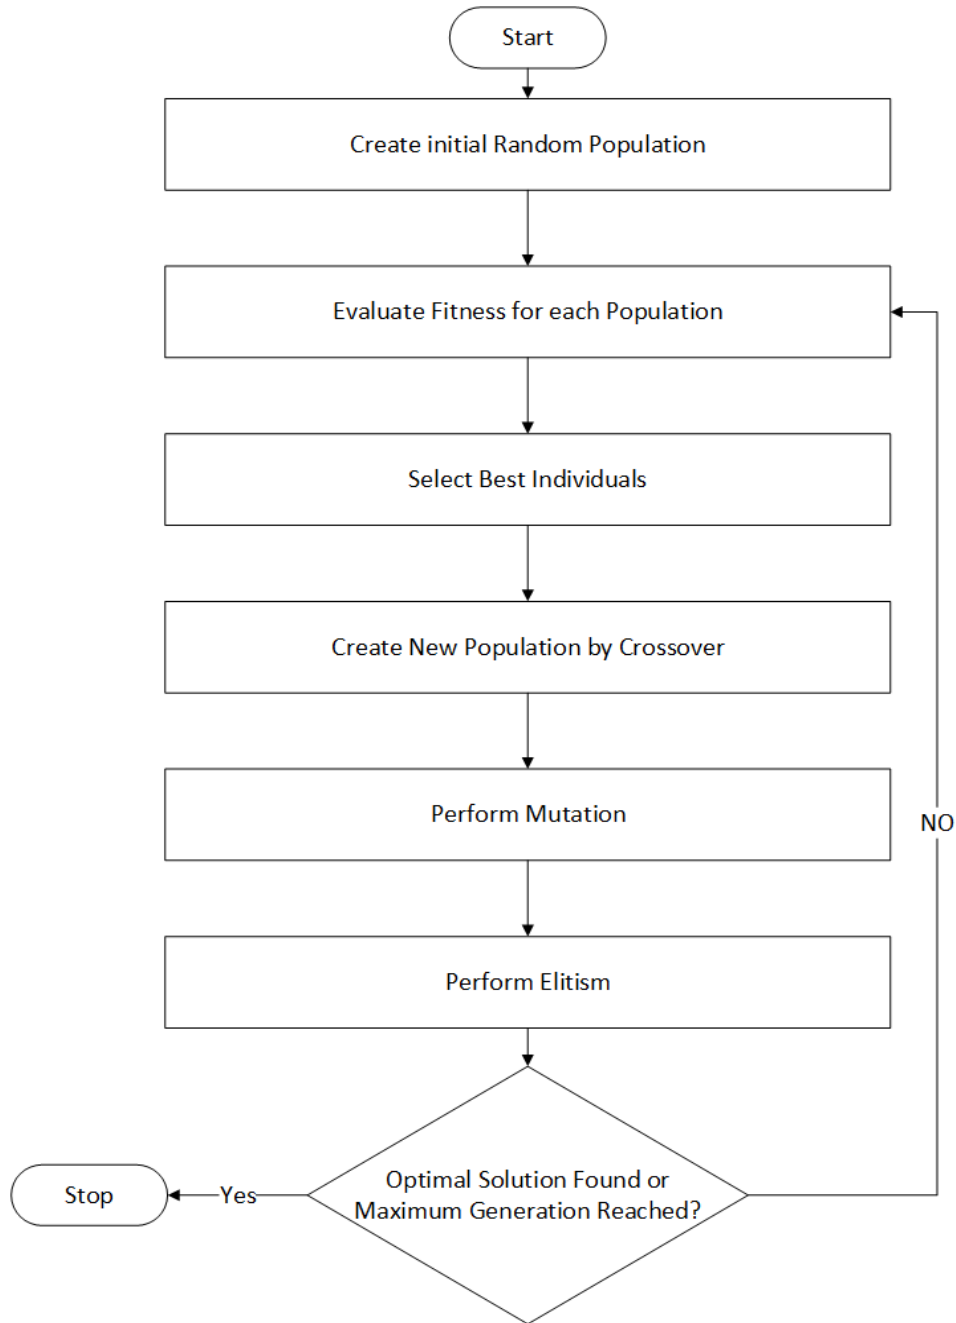 Start
Create initial Random Population
Evaluate Fitness for each Population
Select Best Individuals
Create New Population by Crossover
Perform Mutation
NO
Perform Elitism
Optimal Solution Found or
Maximum Generation Reached?
Yes
Stop